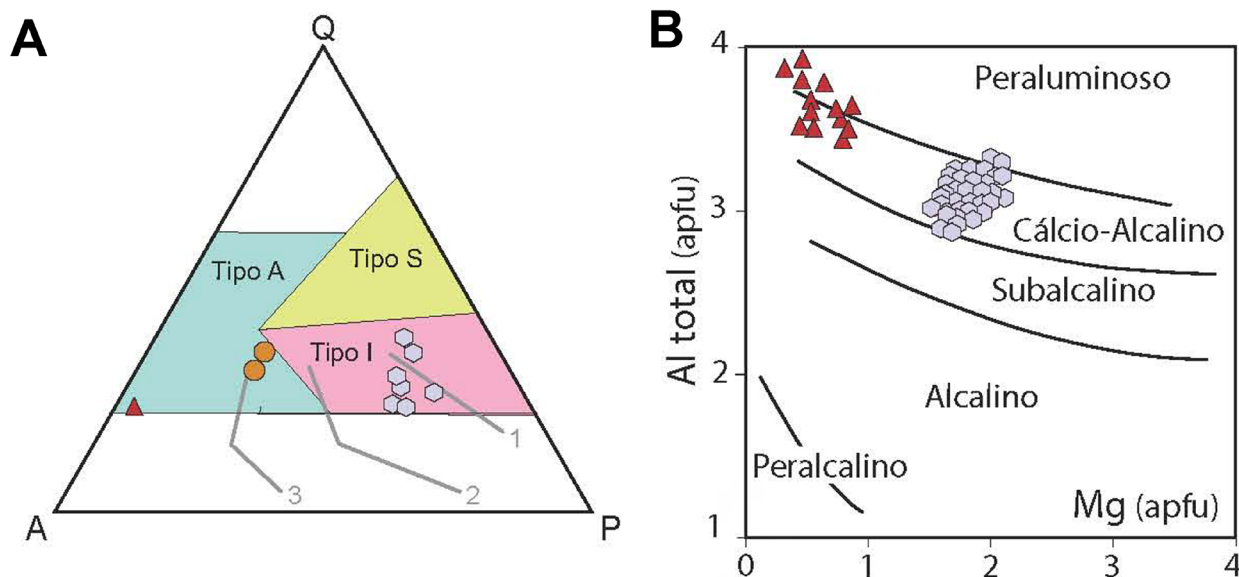 A
Q
Tipo A
Tipo S
Tipo I
1
2
3
A
P
B
4
3
2
1
Al total (apfu)
Peraluminoso
Cálcio-Alcalino
Subalcalino
Alcalino
Peralcalino
Mg (apfu)
0
1
2
3
4